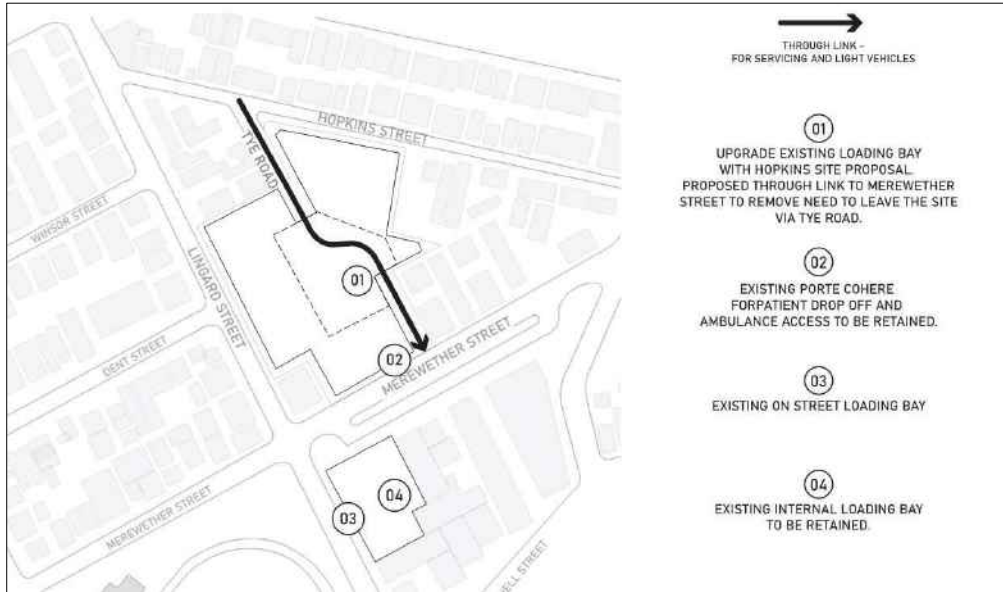 HOPKINS STREET
TYE ROAD
WINSOR STREET
LINGARD STREET
DENT STREET
MEREWETHER STREET
MEREWETHER STREET
01
02
03
04
THROUGH LINK –
FOR SERVICING AND LIGHT VEHICLES
01
UPGRADE EXISTING LOADING BAY
WITH HOPKINS SITE PROPOSAL.
PROPOSED THROUGH LINK TO MEREWETHER
STREET TO REMOVE NEED TO LEAVE THE SITE
VIA TYE ROAD.
02
EXISTING PORTE COHERE
FORPATIENT DROP OFF AND
AMBULANCE ACCESS TO BE RETAINED.
03
EXISTING ON STREET LOADING BAY
04
EXISTING INTERNAL LOADING BAY
TO BE RETAINED.